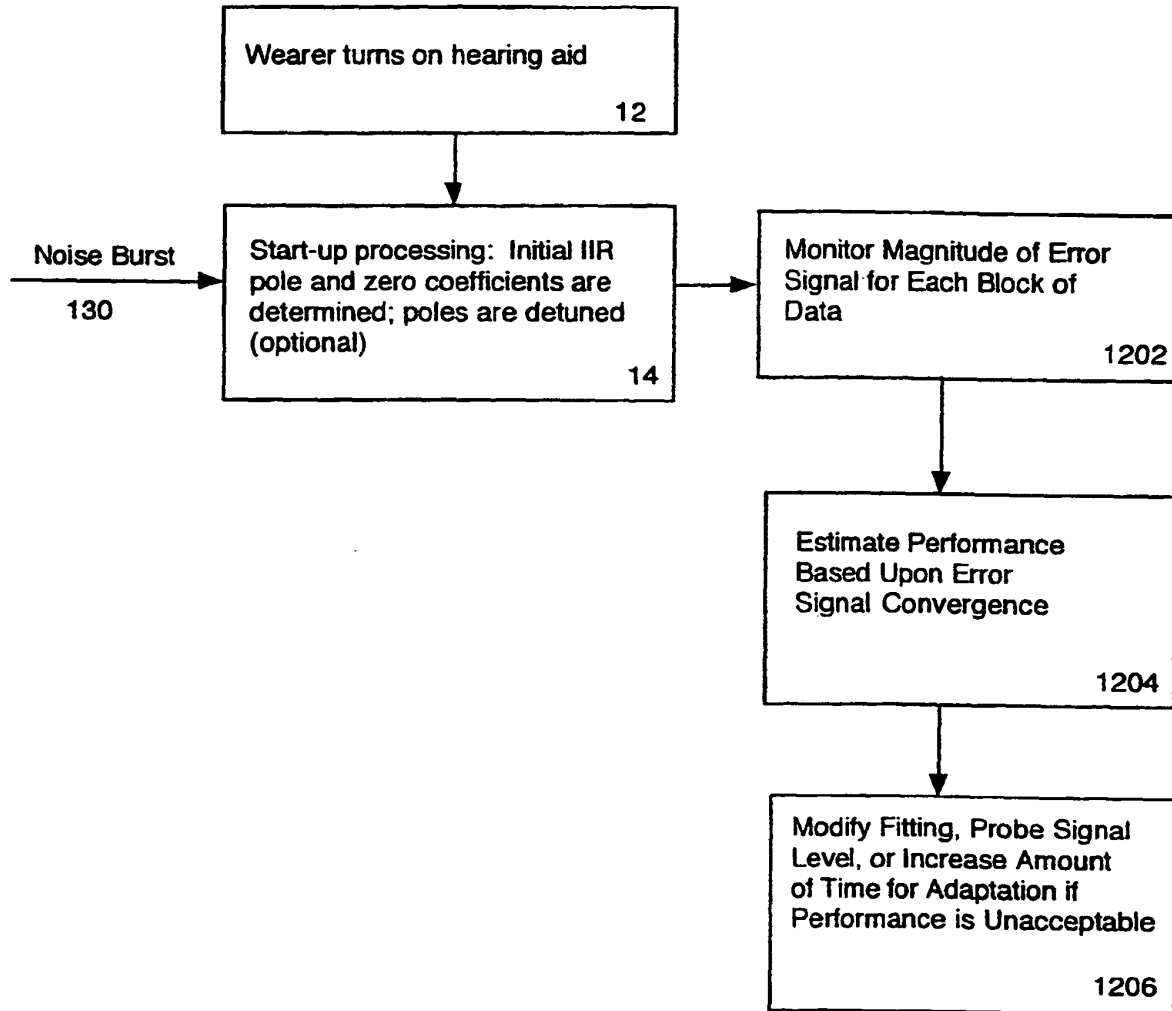 Wearer turns on hearing aid
12
Noise Burst
130
Start-up processing: Initial IIR
pole and zero coefficients are
determined; poles are detuned
(optional)
14
Monitor Magnitude of Error
Signal for Each Block of
Data
1202
Estimate Performance
Based Upon Error
Signal Convergence
1204
Modify Fitting, Probe Signal
Level, or Increase Amount
of Time for Adaptation if
Performance is Unacceptable
1206